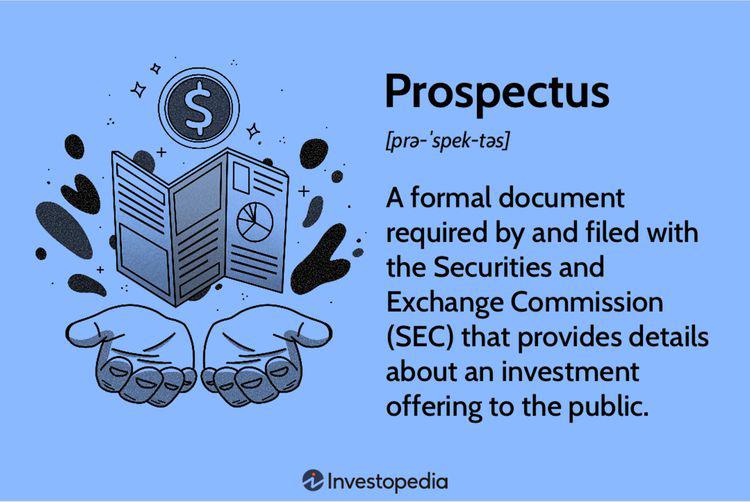 $
Prospectus
[prə-ˈspek-təs]
A formal document
required by and filed with
the Securities and
Exchange Commission
(SEC) that provides details
about an investment
offering to the public.
Investopedia